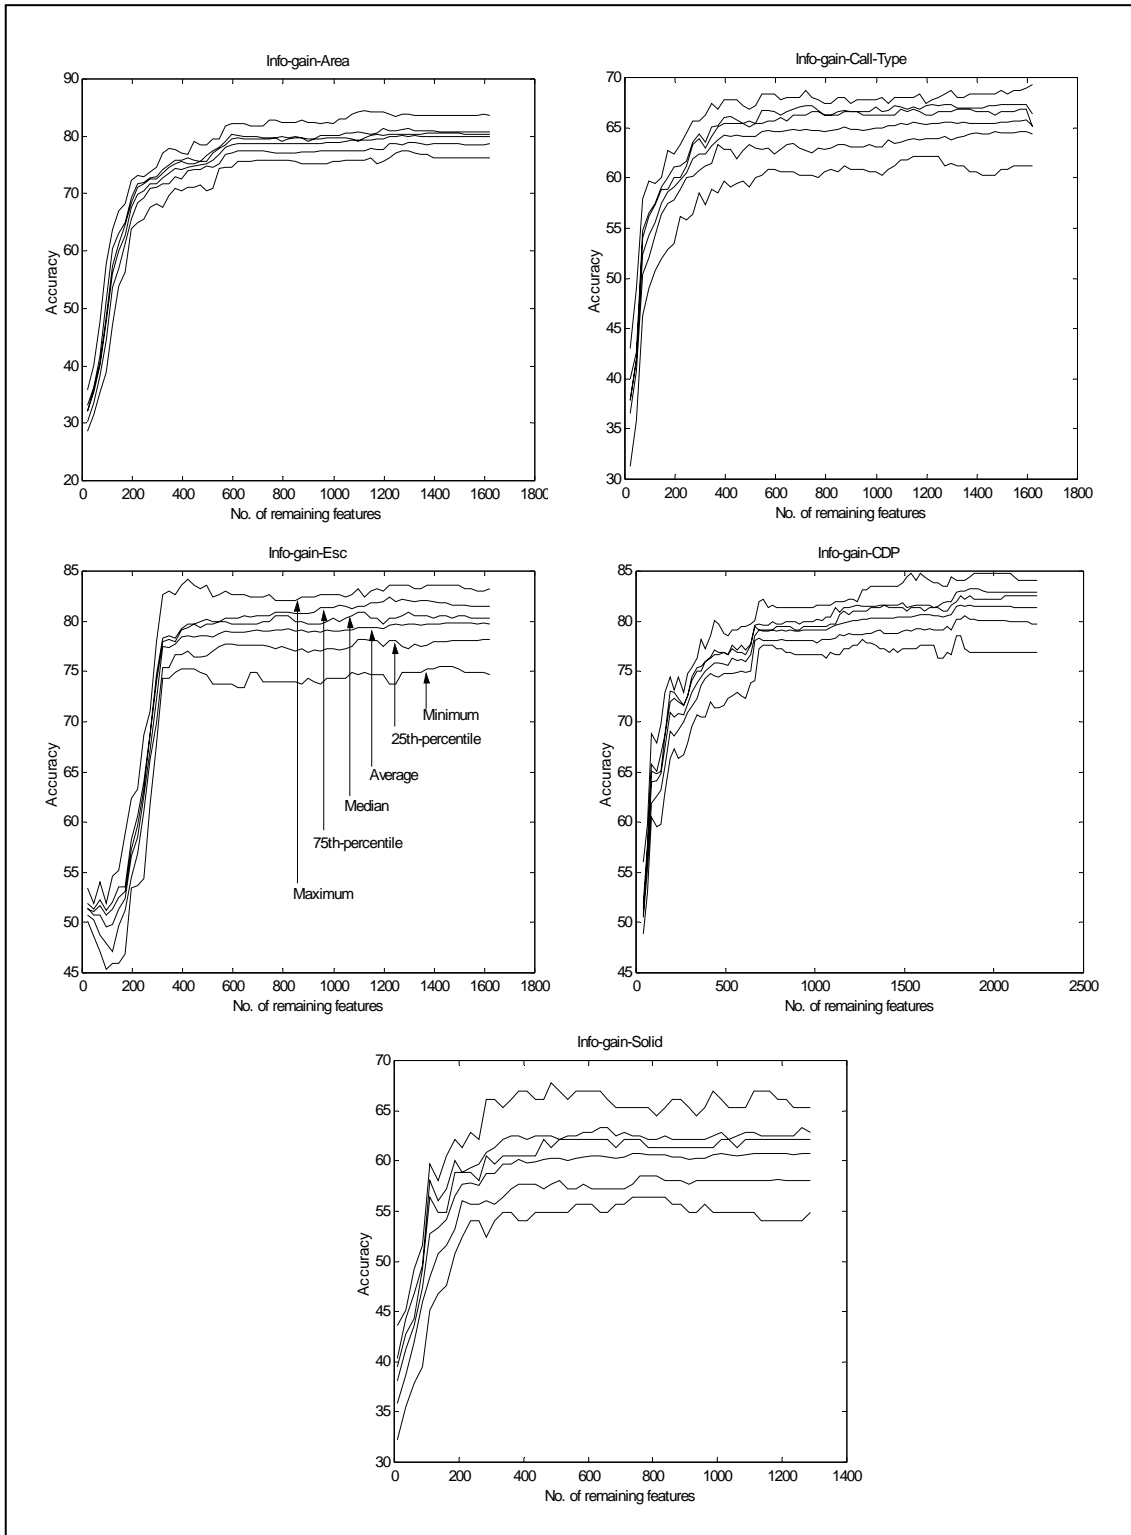 Info-gain-Area
90
80
70
60
50
40
30
20
Accuracy
0 200 400 600 800 1000 1200 1400 1600 1800
No. of remaining features
Info-gain-Call-Type
70
65
60
55
50
45
40
35
30
Accuracy
0 200 400 600 800 1000 1200 1400 1600 1800
No. of remaining features
Info-gain-Esc
85
80
75
70
65
60
55
50
45
Accuracy
Minimum
25th-percentile
Average
Median
75th-percentile
Maximum
0 200 400 600 800 1000 1200 1400 1600 1800
No. of remaining features
Info-gain-CDP
85
80
75
70
65
60
55
50
45
Accuracy
0 500 1000 1500 2000 2500
No. of remaining features
Info-gain-Solid
70
65
60
55
50
45
40
35
30
Accuracy
0 200 400 600 800 1000 1200 1400
No. of remaining features